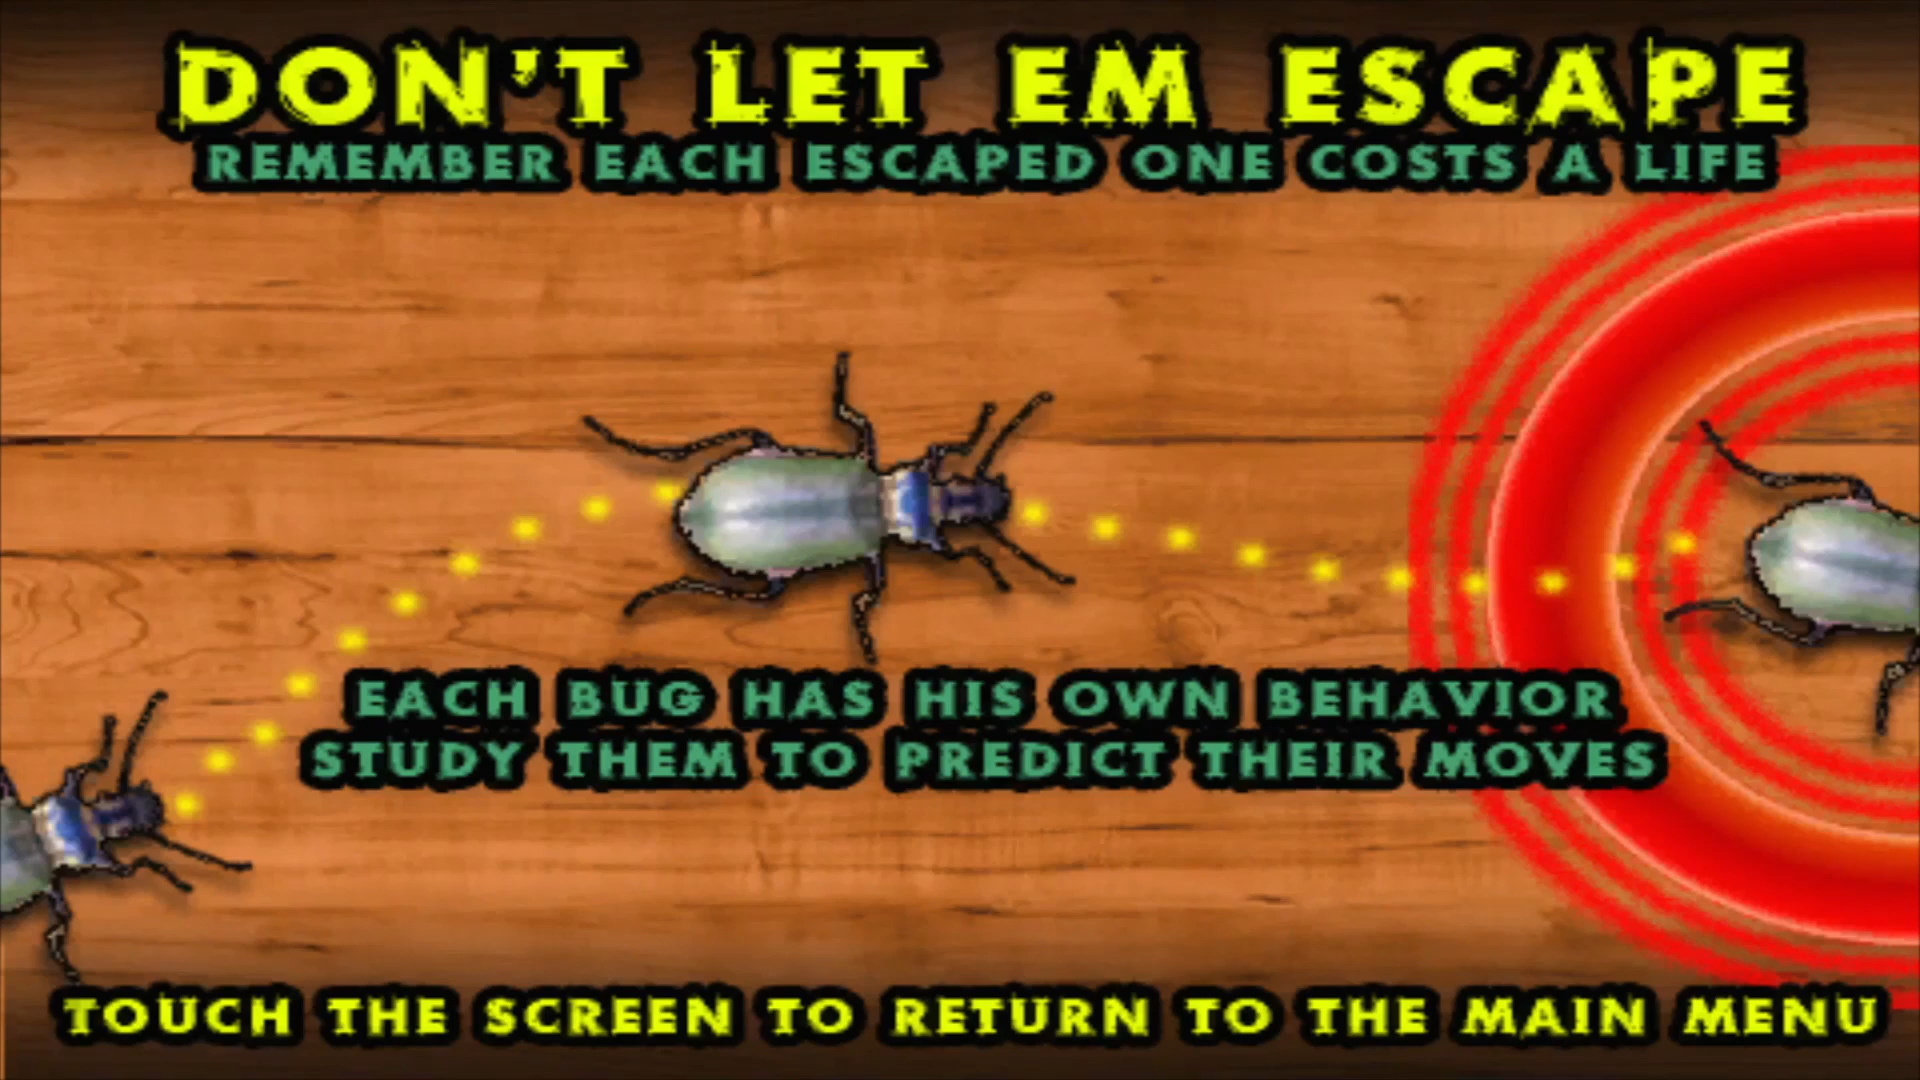 DON'T LET EM ESCAPE
REMEMBER EACH ESCAPED ONE COSTS A LIFE
EACH BUG HAS HIS OWN BEHAVIOR
STUDY THEM TO PREDICT THEIR MOVES
TOUCH THE SCREEN TO RETURN TO THE MAIN MENU